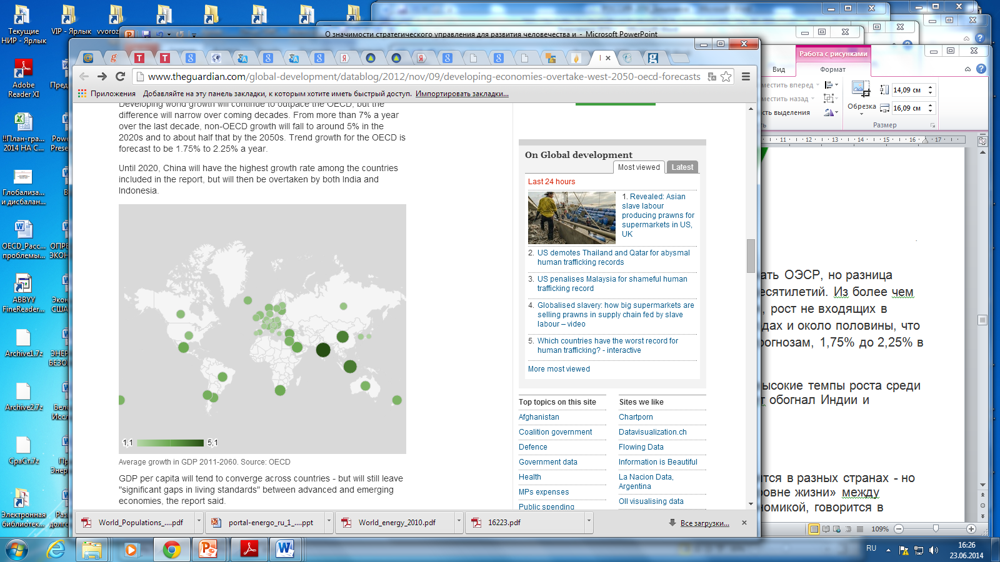 Текущие
НИР - Ярлык
VIP - Ярлык
vvoroz
Adobe
Reader XI
Пред
!!План-гра...
2014 НА С...
Pow
Prese
Глобализа...
и дисбалан...
OECD_Расс...
проблемы...
ОПРЕ
ЭКОН
ABBYY
FineReader...
Экон
США
Archive1.7z
ЭНЕР
БЕЗО
Archive2.7z
Бело
Иссл
СраСт.7z
Пр
Энер
Электронная
библиотек...
Раз
долго
О значимости стратегического управления для развития человечества и - Microsoft PowerPoint
www.theguardian.com/global-development/datablog/2012/nov/09/developing-economies-overtake-west-2050-oecd-forecasts
Приложения Добавляйте на эту панель закладки, к которым хотите иметь быстрый доступ. Импортировать закладки...
Developing world growth will continue to outpace the OECD, but the
difference will narrow over coming decades. From more than 7% a year
over the last decade, non-OECD growth will fall to around 5% in the
2020s and to about half that by the 2050s. Trend growth for the OECD is
forecast to be 1.75% to 2.25% a year.
Until 2020, China will have the highest growth rate among the countries
included in the report, but will then be overtaken by both India and
Indonesia.
1,1 5,1
Average growth in GDP 2011-2060. Source: OECD
GDP per capita will tend to converge across countries - but will still leave
"significant gaps in living standards" between advanced and emerging
economies, the report said.
On Global development
Most viewed Latest
Last 24 hours
1. Revealed: Asian
slave labour
producing prawns for
supermarkets in US,
UK
2. US demotes Thailand and Qatar for abysmal
human trafficking records
3. US penalises Malaysia for shameful human
trafficking record
4. Globalised slavery: how big supermarkets are
selling prawns in supply chain fed by slave
labour – video
5. Which countries have the worst record for
human trafficking? - interactive
More most viewed
Top topics on this site
Afghanistan
Coalition government
Defence
Government data
Health
MPs expenses
Public spending
Sites we like
Chartporn
Datavisualization.ch
Flowing Data
Information is Beautiful
La Nacion Data,
Argentina
OII visualising data
Работа с рисунками
Вид Формат
местить вперед
местить назад
сть выделения
Обрезка
14,09 см
16,09 см
Размер
11 12 13 14 15 16 17
ать ОЭСР, но разница
есятилетий. Из более чем
, рост не входящих в
дах и около половины, что
рогнозам, 1,75% до 2,25% в
ысокие темпы роста среди
т обогнал Индии и
тся в разных странах - но
ровне жизни» между
номикой, говорится в
109%
World_Populations_....pdf
portal-energo_ru_1_....ppt
World_energy_2010.pdf
16223.pdf
Все загрузки...
RU
16:26
23.06.2014